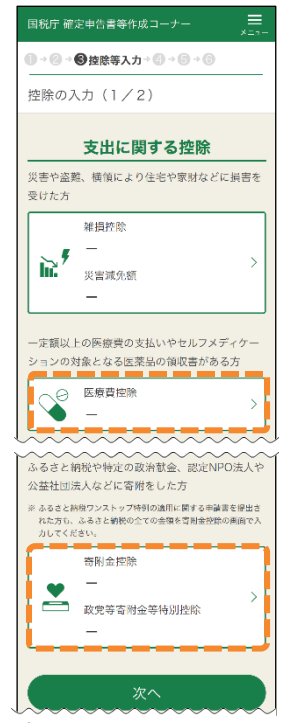 国税庁 確定申告書等作成コーナー
メニュー
❶→❷→❸控除等入力→❹→❺→❻
控除の入力（1／2）
支出に関する控除
災害や盗難、横領により住宅や家財などに損害を
受けた方
雑損控除
―
災害減免額
―
一定額以上の医療費の支払いやセルフメディケー
ションの対象となる医薬品の領収書がある方
医療費控除
―
ふるさと納税や特定の政治献金、認定NPO法人や
公益社団法人などに寄附をした方
※ ふるさと納税ワンストップ特例の適用に関する申請書を提出さ
れた方も、ふるさと納税の全ての金額を寄附金控除の画面で入
力してください。
寄附金控除
―
政党等寄附金等特別控除
―
次へ